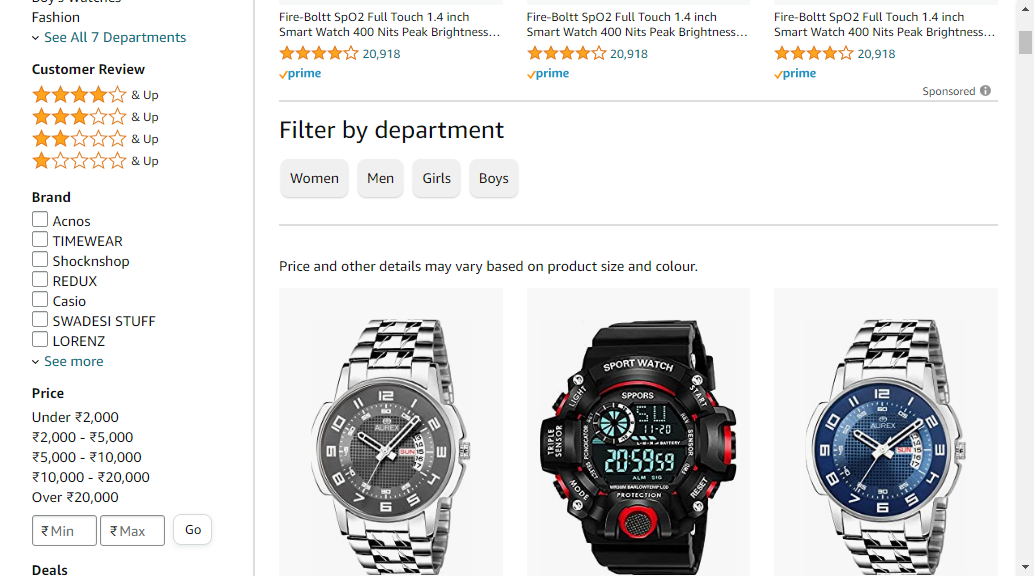 Boy's Watches
Fashion
See All 7 Departments
Customer Review
& Up
& Up
& Up
& Up
Brand
Acnos
TIMEWEAR
Shocknshop
REDUX
Casio
SWADESI STUFF
LORENZ
See more
Price
Under ₹2,000
₹2,000 - ₹5,000
₹5,000 - ₹10,000
₹10,000 - ₹20,000
Over ₹20,000
₹ Min ₹ Max Go
Deals
Fire-Boltt SpO2 Full Touch 1.4 inch
Smart Watch 400 Nits Peak Brightness…
20,918
prime
Fire-Boltt SpO2 Full Touch 1.4 inch
Smart Watch 400 Nits Peak Brightness…
20,918
prime
Fire-Boltt SpO2 Full Touch 1.4 inch
Smart Watch 400 Nits Peak Brightness…
20,918
prime
Sponsored
Filter by department
Women Men Girls Boys
Price and other details may vary based on product size and colour.
AUREX
SUN
SPORT WATCH
SPPORS
LIGHT
START
TRIPLE
SENSOR
SENSOR
SU
11-20
BATTERY
20:59:59
ALM SIG
MODE
RESET
PROTECTION
AUREX
SUN